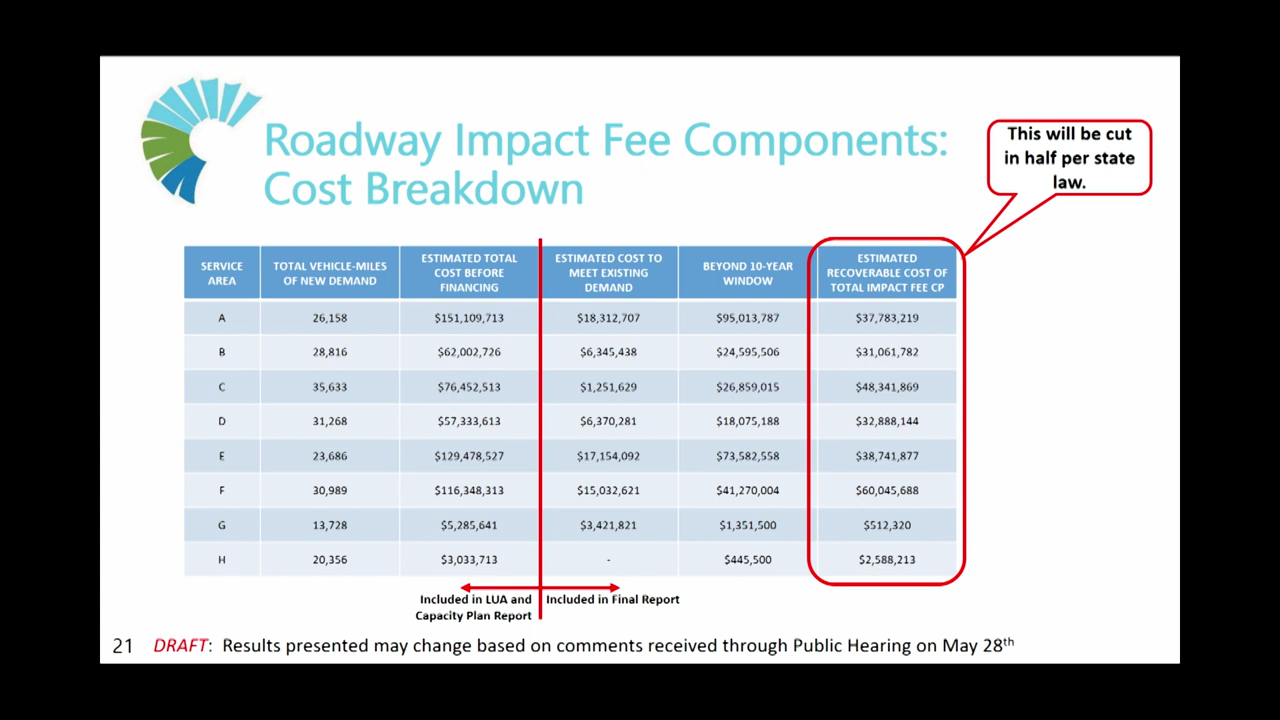 Roadway Impact Fee Components:
Cost Breakdown
This will be cut
in half per state
law.
SERVICE AREA TOTAL VEHICLE-MILES OF NEW DEMAND ESTIMATED TOTAL COST BEFORE FINANCING ESTIMATED COST TO MEET EXISTING DEMAND BEYOND 10-YEAR WINDOW ESTIMATED RECOVERABLE COST OF TOTAL IMPACT FEE CP
A 26,158 $151,109,713 $18,312,707 $95,013,787 $37,783,219
B 28,816 $62,002,726 $6,345,438 $24,595,506 $31,061,782
C 35,633 $76,452,513 $1,251,629 $26,859,015 $48,341,869
D 31,268 $57,333,613 $6,370,281 $18,075,188 $32,888,144
E 23,686 $129,478,527 $17,154,092 $73,582,558 $38,741,877
F 30,989 $116,348,313 $15,032,621 $41,270,004 $60,045,688
G 13,728 $5,285,641 $3,421,821 $1,351,500 $512,320
H 20,356 $3,033,713 - $445,500 $2,588,213
Included in LUA and
Capacity Plan Report
Included in Final Report
21 DRAFT: Results presented may change based on comments received through Public Hearing on May 28th